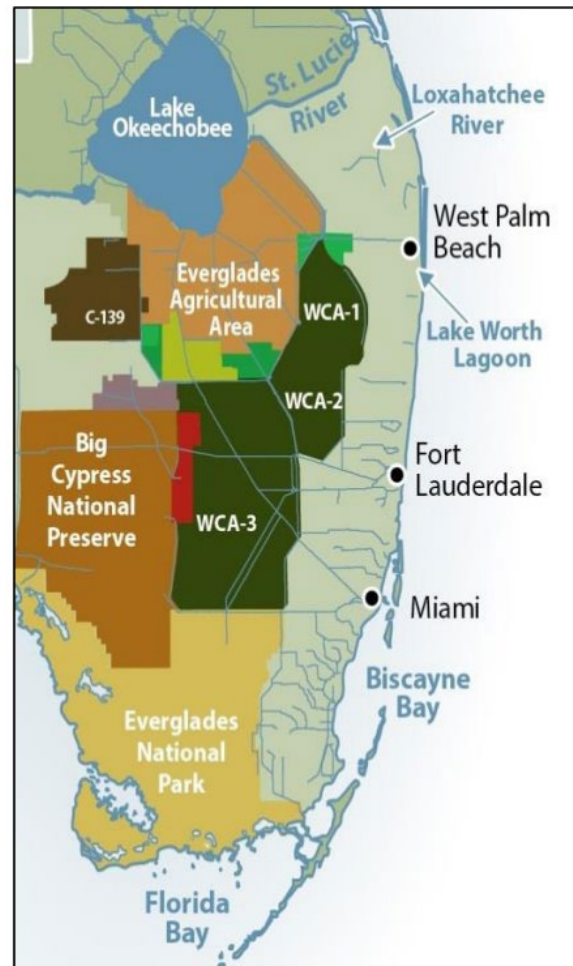 St. Lucie
River
Lake
Okeechobee
Loxahatchee
River
West Palm
Beach
Everglades
Agricultural
Area
C-139
WCA-1
Lake Worth
Lagoon
WCA-2
Big
Cypress
National
Preserve
Fort
Lauderdale
WCA-3
Miami
Biscayne
Bay
Everglades
National
Park
Florida
Bay